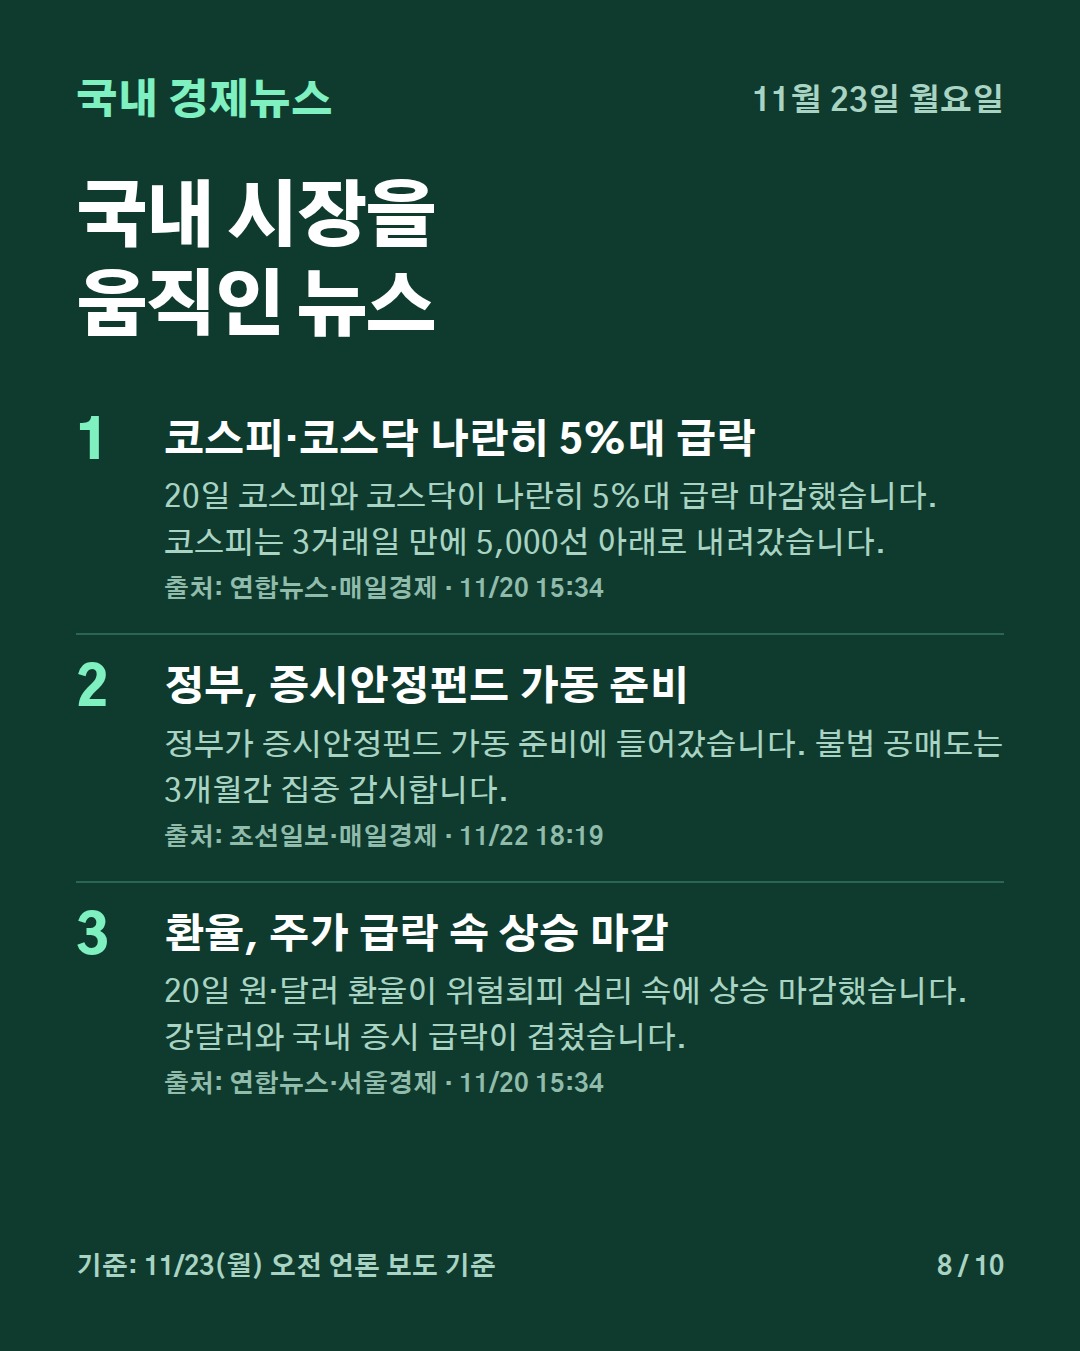 국내 경제뉴스
11월 23일 월요일
국내 시장을
움직인 뉴스
1
코스피·코스닥 나란히 5%대 급락
20일 코스피와 코스닥이 나란히 5%대 급락 마감했습니다.
코스피는 3거래일 만에 5,000선 아래로 내려갔습니다.
출처: 연합뉴스·매일경제 · 11/20 15:34
2
정부, 증시안정펀드 가동 준비
정부가 증시안정펀드 가동 준비에 들어갔습니다. 불법 공매도는
3개월간 집중 감시합니다.
출처: 조선일보·매일경제 · 11/22 18:19
3
환율, 주가 급락 속 상승 마감
20일 원·달러 환율이 위험회피 심리 속에 상승 마감했습니다.
강달러와 국내 증시 급락이 겹쳤습니다.
출처: 연합뉴스·서울경제 · 11/20 15:34
기준: 11/23(월) 오전 언론 보도 기준
8 / 10